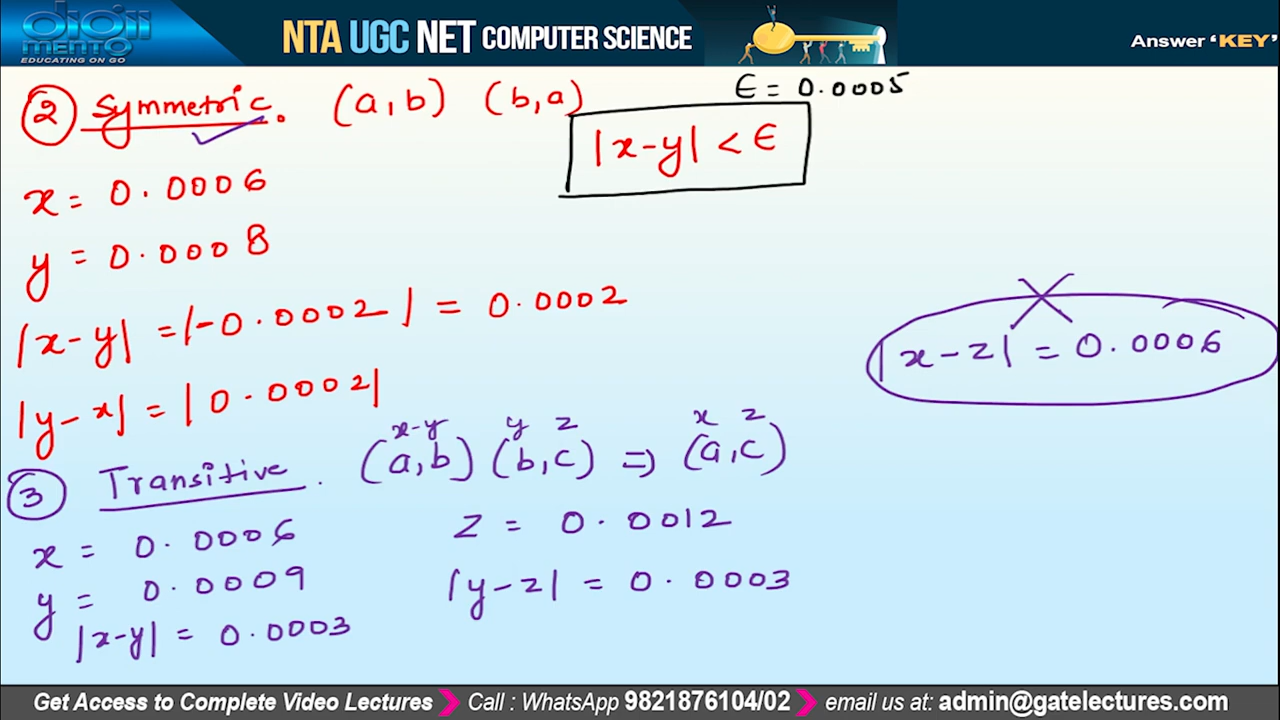 digii
MENTO
EDUCATING ON GO
NTA UGC NET COMPUTER SCIENCE
Answer ‘KEY’
② Symmetric. (a,b) (b,a)
ϵ = 0.0005
|x-y| < ϵ
x = 0.0006
y = 0.0008
|x-y| = |-0.0002| = 0.0002
|y-x| = |0.0002|
|x-z| = 0.0006
x-y y z x z
③ Transitive. (a,b) (b,c) ⇒ (a,c)
x = 0.0006
z = 0.0012
y = 0.0009
|y-z| = 0.0003
|x-y| = 0.0003
Get Access to Complete Video Lectures Call : WhatsApp 9821876104/02 email us at: admin@gatelectures.com